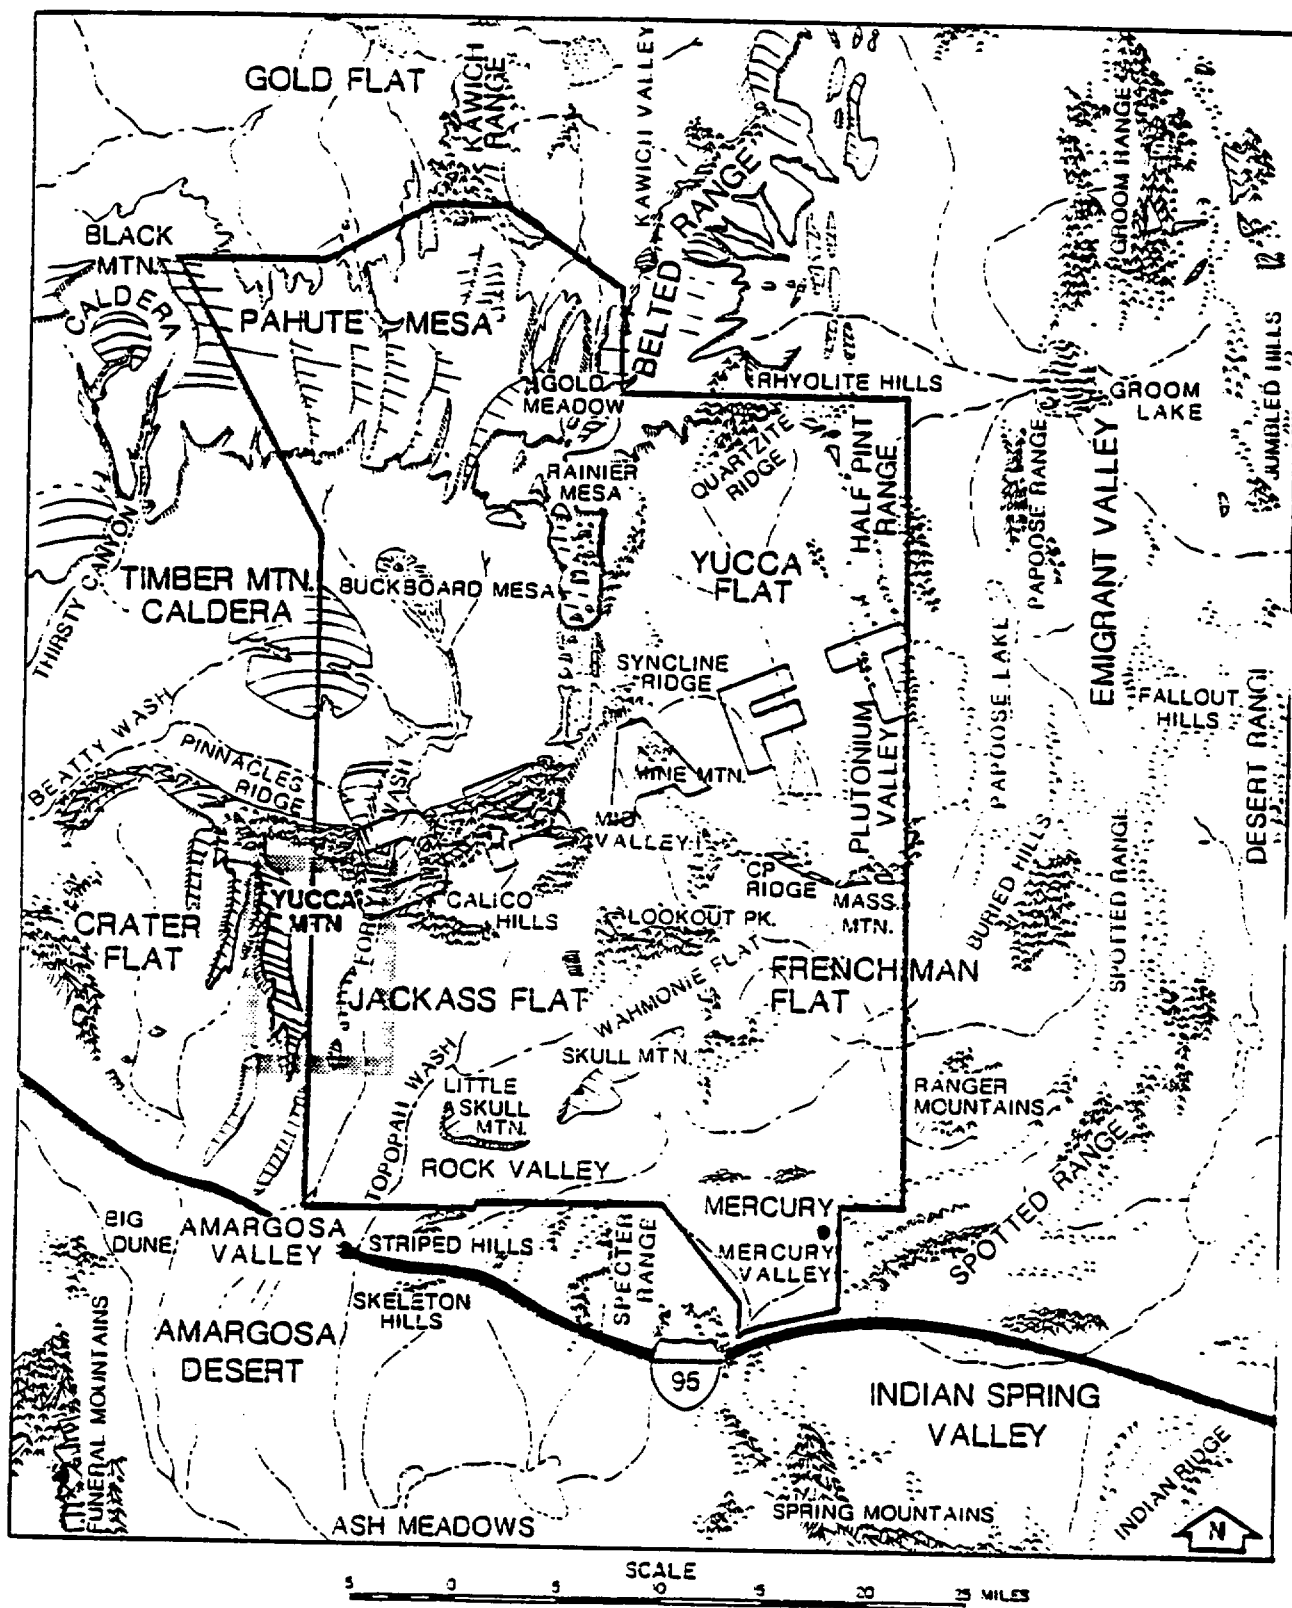 GOLD FLAT
KAWICH
RANGE
KAWICH VALLEY
BELTED
RANGE
GROOM RANGE
BLACK
MTN.
CALDERA
PAHUTE MESA
GOLD
MEADOW
RHYOLITE HILLS
GROOM
LAKE
JUMBLED HILLS
QUARTZITE
RIDGE
HALF PINT
RANGE
PAPOOSE RANGE
EMIGRANT VALLEY
RAINIER
MESA
THIRSTY CANYON
TIMBER MTN.
CALDERA
BUCKBOARD MESA
YUCCA
FLAT
SYNCLINE
RIDGE
PAPOOSE LAKE
FALLOUT
HILLS
DESERT RANGE
BEATTY WASH
PINNACLES
RIDGE
WASH
MINE MTN.
PLUTONIUM
VALLEY
MID
VALLEY
CP
RIDGE
MASS.
MTN.
BURIED HILLS
SPOTTED RANGE
YUCCA
MTN
CALICO
HILLS
LOOKOUT PK.
CRATER
FLAT
JACKASS FLAT
WAHMONIE FLAT
FRENCHMAN
FLAT
SKULL MTN.
TOPOPAH WASH
LITTLE
SKULL
MTN.
RANGER
MOUNTAINS
ROCK VALLEY
SPOTTED RANGE
MERCURY
BIG
DUNE
AMARGOSA
VALLEY
STRIPED HILLS
SPECTER
RANGE
MERCURY
VALLEY
SKELETON
HILLS
FUNERAL MOUNTAINS
AMARGOSA
DESERT
95
INDIAN SPRING
VALLEY
INDIAN RIDGE
ASH MEADOWS
SPRING MOUNTAINS
N
SCALE
5 0 5 10 15 20 25 MILES